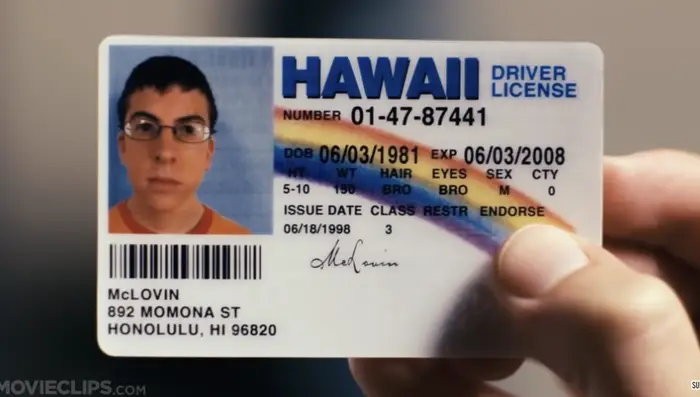 HAWAII DRIVER LICENSE
NUMBER 01-47-87441
DOB 06/03/1981 EXP 06/03/2008
HT WT HAIR EYES SEX CTY
5-10 150 BRO BRO M 0
ISSUE DATE CLASS RESTR ENDORSE
06/18/1998 3
McLovin
McLOVIN
892 MOMONA ST
HONOLULU, HI 96820
MOVIECLIPS.COM
SU